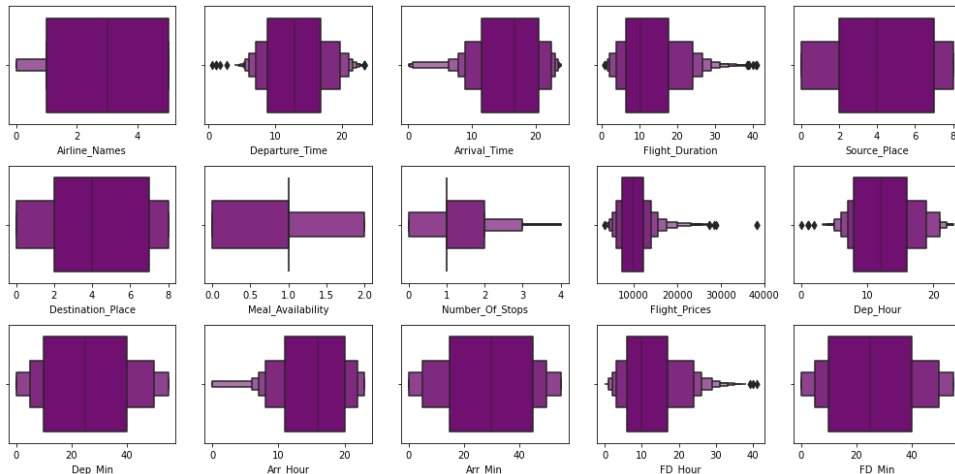 0 2 4
Airline_Names
0 10 20
Departure_Time
0 10 20
Arrival_Time
0 10 20 30 40
Flight_Duration
0 2 4 6 8
Source_Place
0 2 4 6 8
Destination_Place
0.0 0.5 1.0 1.5 2.0
Meal_Availability
0 1 2 3 4
Number_Of_Stops
10000 20000 30000 40000
Flight_Prices
0 10 20
Dep_Hour
0 20 40
Dep_Min
0 10 20
Arr_Hour
0 20 40
Arr_Min
0 10 20 30 40
FD_Hour
0 20 40
FD_Min